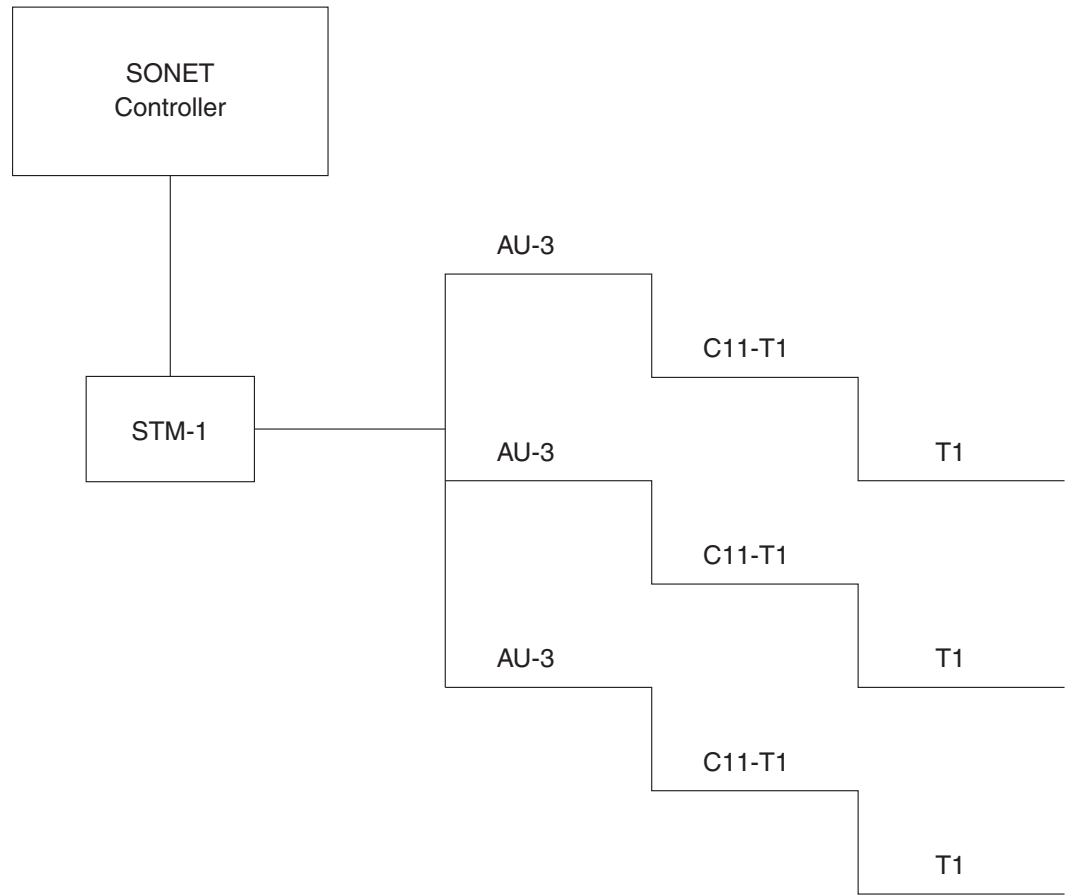 SONET
Controller
AU-3
C11-T1
STM-1
AU-3
T1
C11-T1
AU-3
T1
C11-T1
T1